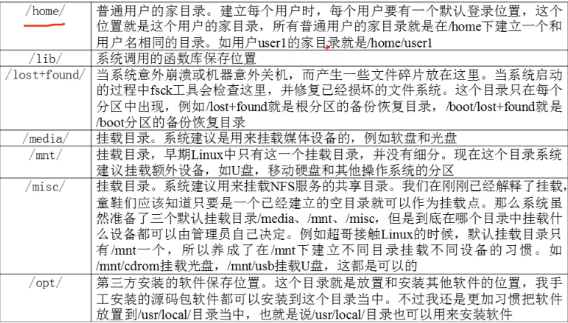 /home/
普通用户的家目录。建立每个用户时，每个用户要有一个默认登录位置，这
个位置就是这个用户的家目录，所有普通用户的家目录就是在/home下建立一个和
用户名相同的目录。如用户user1的家目录就是/home/user1
/lib/
系统调用的函数库保存位置
/lost+found/
当系统意外崩溃或机器意外关机，而产生一些文件碎片放在这里。当系统启动
的过程中fsck工具会检查这里，并修复已经损坏的文件系统。这个目录只在每个
分区中出现，例如/lost+found就是根分区的备份恢复目录，/boot/lost+found就是
/boot分区的备份恢复目录
/media/
挂载目录。系统建议是用来挂载媒体设备的，例如软盘和光盘
/mnt/
挂载目录，早期Linux中只有这一个挂载目录，并没有细分。现在这个目录系统
建议挂载额外设备，如U盘，移动硬盘和其他操作系统的分区
/misc/
挂载目录。系统建议用来挂载NFS服务的共享目录。我们在刚刚已经解释了挂载，
童鞋们应该知道只要是一个已经建立的空目录就可以作为挂载点。那么系统
虽然准备了三个默认挂载目录/media、/mnt、/misc，但是到底在哪个目录中挂载什
么设备都可以由管理员自己决定。例如超哥接触Linux的时候，默认挂载目录只
有/mnt一个，所以养成了在/mnt下建立不同目录挂载不同设备的习惯。如
/mnt/cdrom挂载光盘，/mnt/usb挂载U盘，这都是可以的
/opt/
第三方安装的软件保存位置。这个目录就是放置和安装其他软件的位置，我手
工安装的源码包软件都可以安装到这个目录当中。不过我还是更加习惯把软件
放置到/usr/local/目录当中，也就是说/usr/local/目录也可以用来安装软件